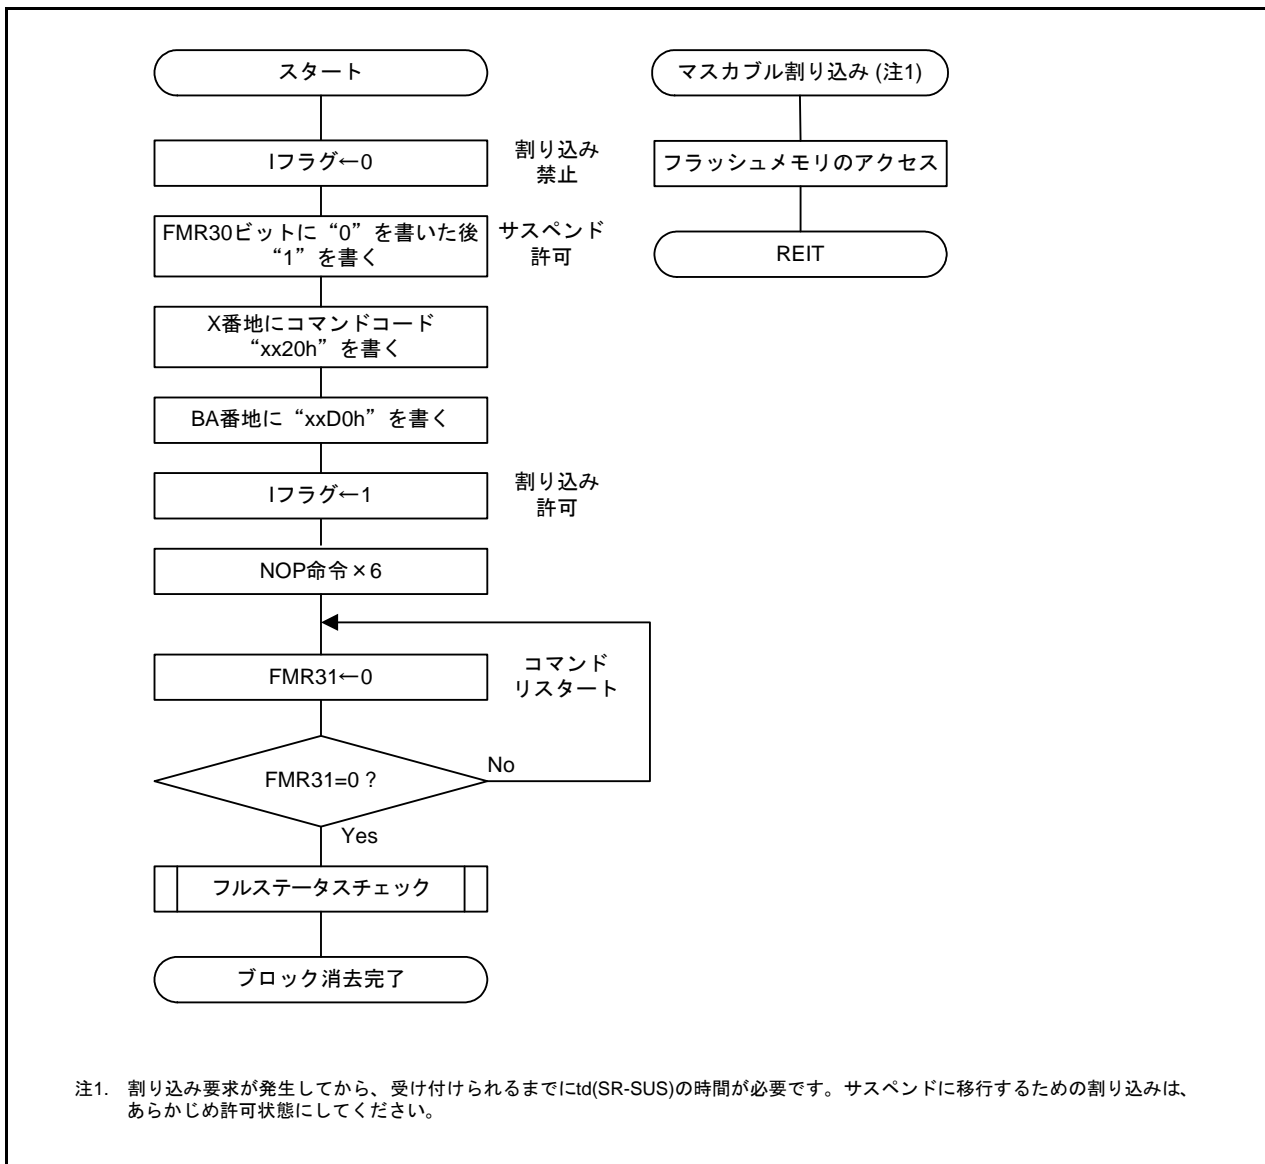 スタート
Iフラグ←0
割り込み
禁止
FMR30ビットに“0”を書いた後
“1”を書く
サスペンド
許可
X番地にコマンドコード
“xx20h”を書く
BA番地に“xxD0h”を書く
Iフラグ←1
割り込み
許可
NOP命令×6
FMR31←0
コマンド
リスタート
FMR31=0 ?
No
Yes
フルステータスチェック
ブロック消去完了
マスカブル割り込み (注1)
フラッシュメモリのアクセス
REIT
注1. 割り込み要求が発生してから、受け付けられるまでにtd(SR-SUS)の時間が必要です。サスペンドに移行するための割り込みは、
あらかじめ許可状態にしてください。